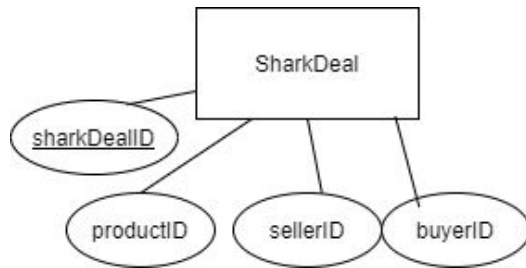 SharkDeal
sharkDealID
productID
sellerID
buyerID